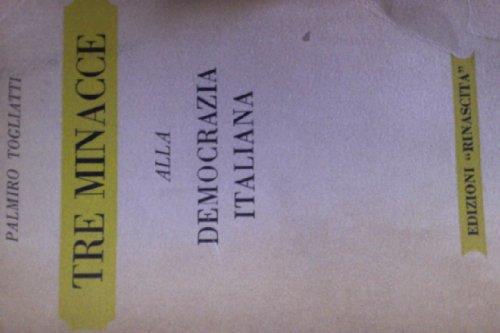 PALMIRO TOGLIATTI
TRE MINACCE
ALLA
DEMOCRAZIA
ITALIANA
EDIZIONI "RINASCITA"